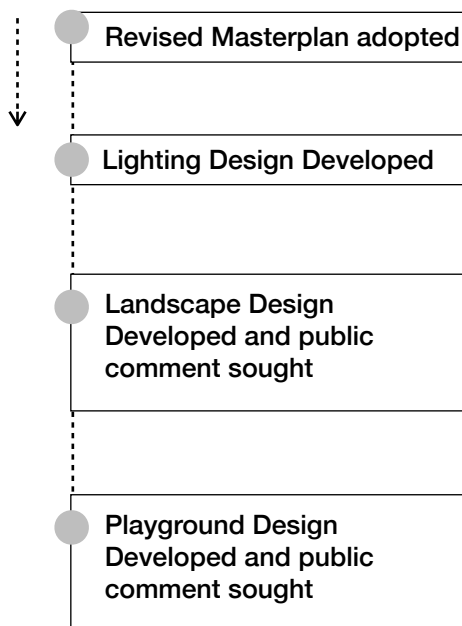 Revised Masterplan adopted
Lighting Design Developed
Landscape Design
Developed and public
comment sought
Playground Design
Developed and public
comment sought